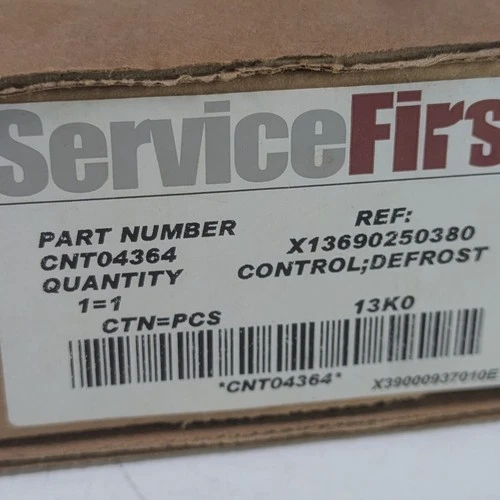 ServiceFirs
PART NUMBER
CNT04364
QUANTITY
1=1
CTN=PCS
REF:
X13690250380
CONTROL;DEFROST
13K0
*CNT04364*
X39000937010E